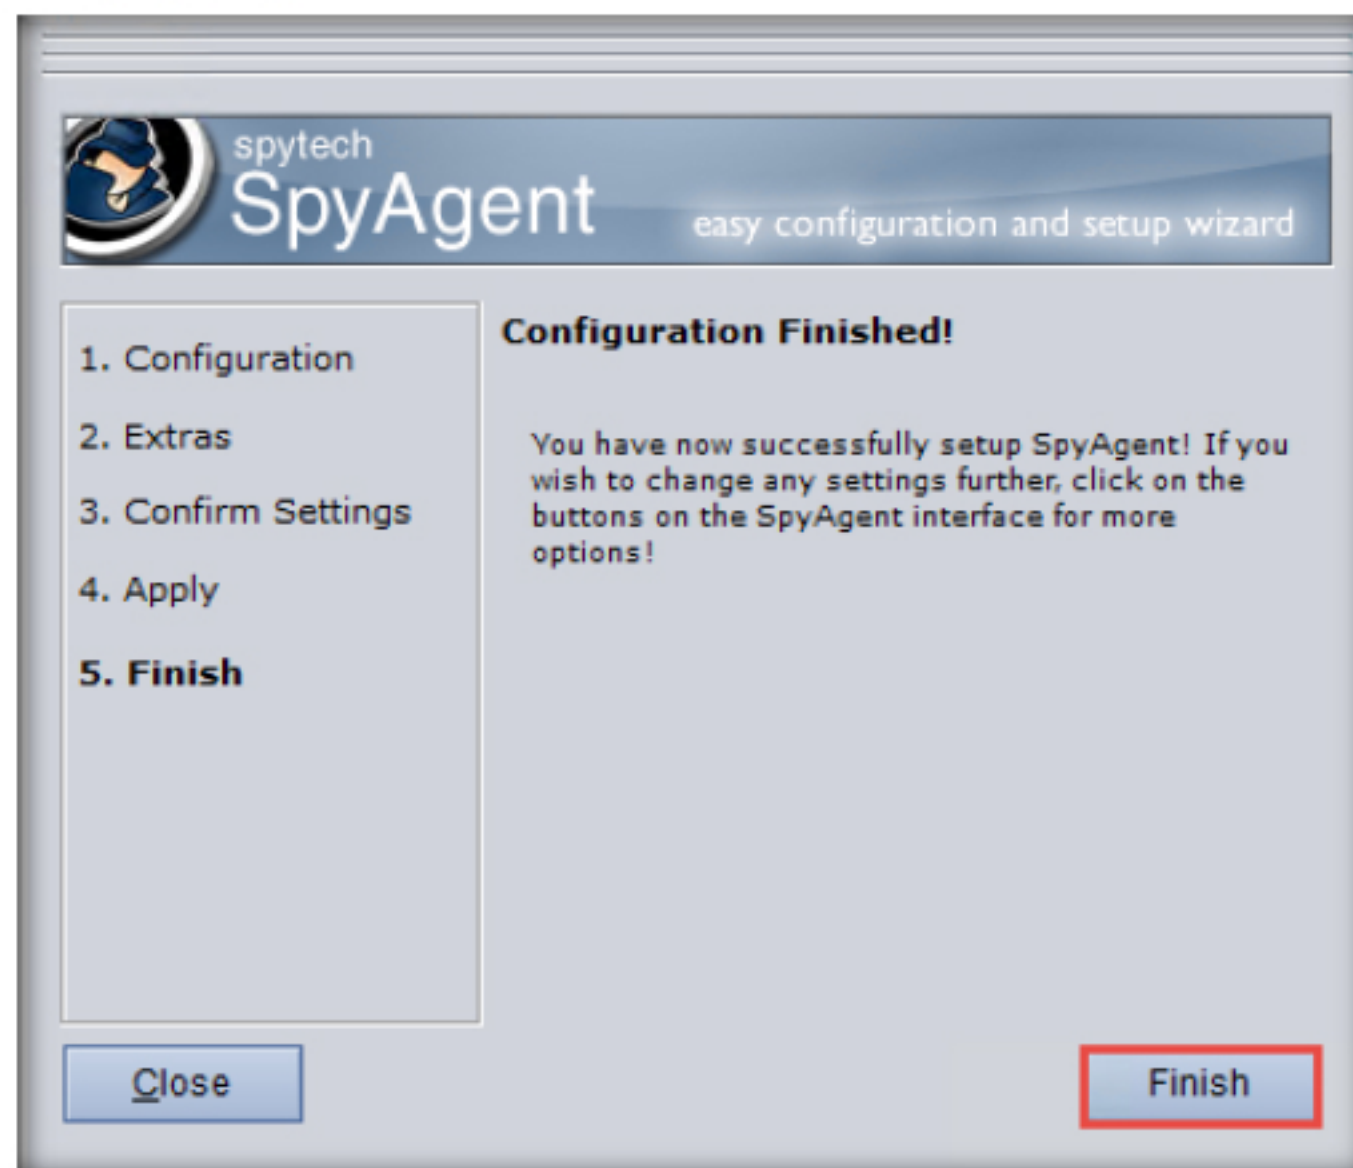 spytech
SpyAgent
easy configuration and setup wizard
1. Configuration
2. Extras
3. Confirm Settings
4. Apply
5. Finish
Configuration Finished!
You have now successfully setup SpyAgent! If you
wish to change any settings further, click on the
buttons on the SpyAgent interface for more
options!
Close
Finish